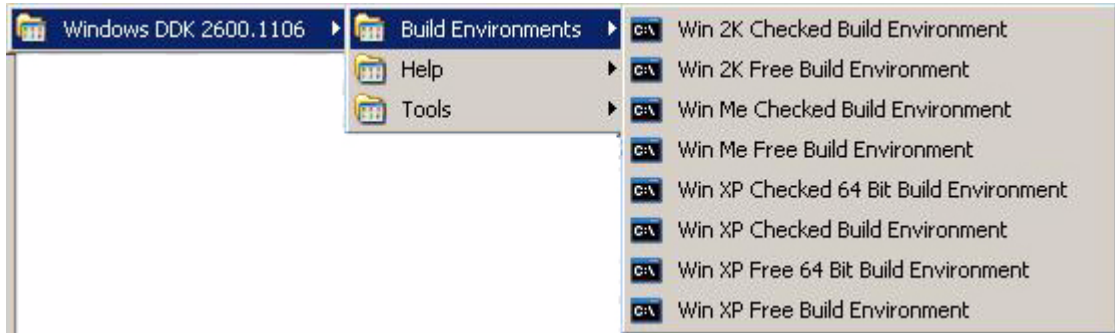 Windows DDK 2600.1106
Build Environments
Help
Tools
Win 2K Checked Build Environment
Win 2K Free Build Environment
Win Me Checked Build Environment
Win Me Free Build Environment
Win XP Checked 64 Bit Build Environment
Win XP Checked Build Environment
Win XP Free 64 Bit Build Environment
Win XP Free Build Environment